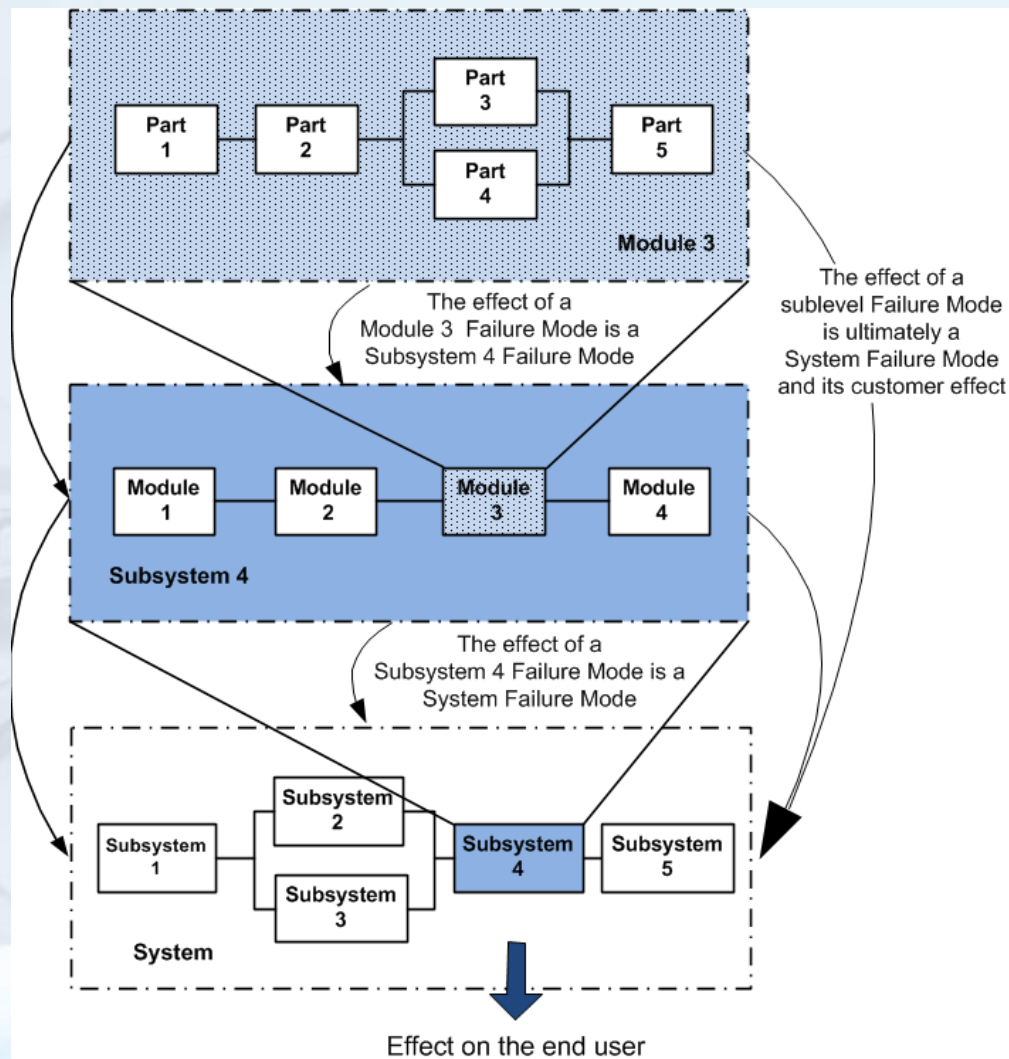 Part
1
Part
2
Part
3
Part
4
Part
5
Module 3
The effect of a
Module 3 Failure Mode is a
Subsystem 4 Failure Mode
The effect of a
sublevel Failure Mode
is ultimately a
System Failure Mode
and its customer effect
Module
1
Module
2
Module
3
Module
4
Subsystem 4
The effect of a
Subsystem 4 Failure Mode is a
System Failure Mode
Subsystem
1
Subsystem
2
Subsystem
3
Subsystem
4
Subsystem
5
System
Effect on the end user